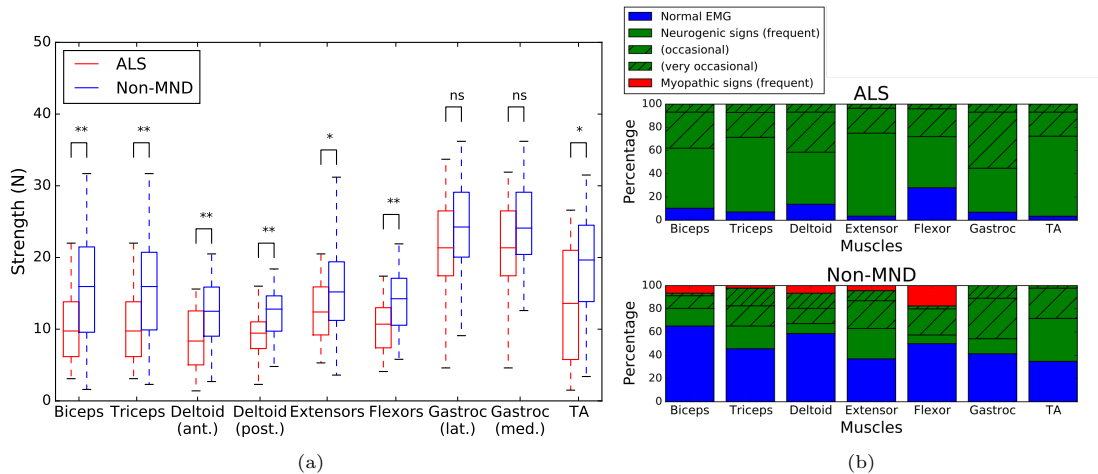 50
40
30
20
10
0
Strength (N)
ALS
Non-MND
**
**
**
**
*
**
ns
ns
*
Biceps
Triceps
Deltoid
(ant.)
Deltoid
(post.)
Extensors
Flexors
Gastroc
(lat.)
Gastroc
(med.)
TA
(a)
Normal EMG
Neurogenic signs (frequent)
(occasional)
(very occasional)
Myopathic signs (frequent)
ALS
100
80
60
40
20
0
Percentage
Biceps Triceps Deltoid Extensor Flexor Gastroc TA
Muscles
Non-MND
100
80
60
40
20
0
Percentage
Biceps Triceps Deltoid Extensor Flexor Gastroc TA
Muscles
(b)